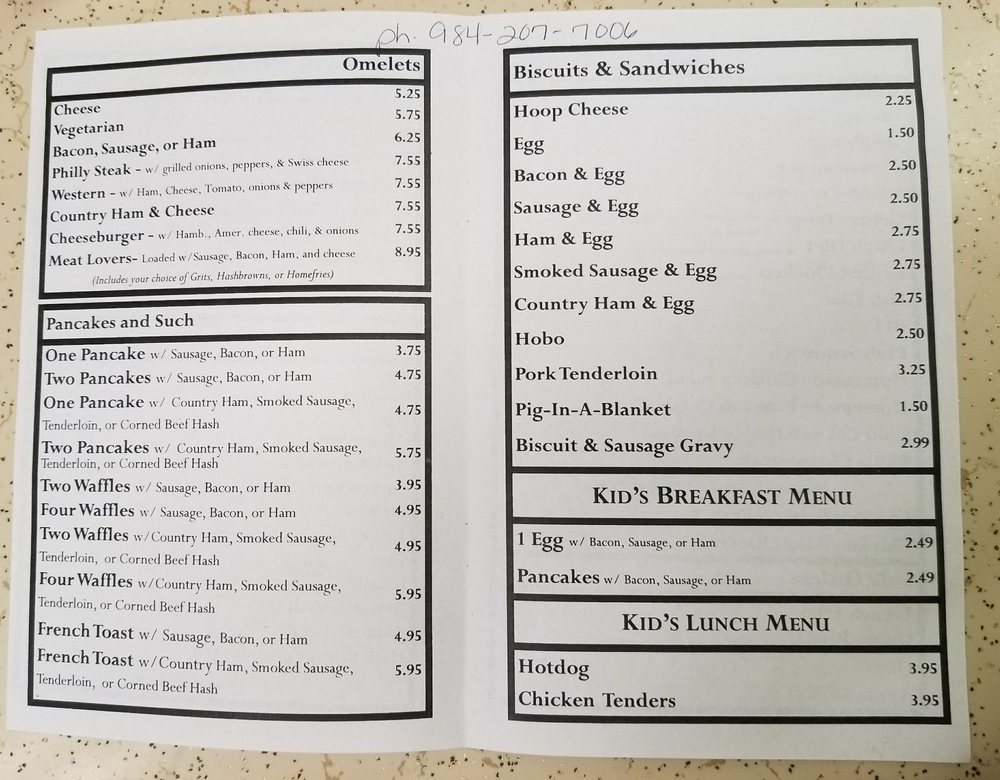 ph. 984-207-7006
Omelets
Cheese 5.25
Vegetarian 5.75
Bacon, Sausage, or Ham 6.25
Philly Steak - w/ grilled onions, peppers, & Swiss cheese 7.55
Western - w/ Ham, Cheese, Tomato, onions & peppers 7.55
Country Ham & Cheese 7.55
Cheeseburger - w/ Hamb., Amer. cheese, chili, & onions 7.55
Meat Lovers- Loaded w/Sausage, Bacon, Ham, and cheese 8.95
(Includes your choice of Grits, Hashbrowns, or Homefries)
Pancakes and Such
One Pancake w/ Sausage, Bacon, or Ham 3.75
Two Pancakes w/ Sausage, Bacon, or Ham 4.75
One Pancake w/ Country Ham, Smoked Sausage,
Tenderloin, or Corned Beef Hash 4.75
Two Pancakes w/ Country Ham, Smoked Sausage,
Tenderloin, or Corned Beef Hash 5.75
Two Waffles w/ Sausage, Bacon, or Ham 3.95
Four Waffles w/ Sausage, Bacon, or Ham 4.95
Two Waffles w/Country Ham, Smoked Sausage,
Tenderloin, or Corned Beef Hash 4.95
Four Waffles w/Country Ham, Smoked Sausage,
Tenderloin, or Corned Beef Hash 5.95
French Toast w/ Sausage, Bacon, or Ham 4.95
French Toast w/Country Ham, Smoked Sausage, 5.95
Tenderloin, or Corned Beef Hash
Biscuits & Sandwiches
Hoop Cheese 2.25
Egg 1.50
Bacon & Egg 2.50
Sausage & Egg 2.50
Ham & Egg 2.75
Smoked Sausage & Egg 2.75
Country Ham & Egg 2.75
Hobo 2.50
Pork Tenderloin 3.25
Pig-In-A-Blanket 1.50
Biscuit & Sausage Gravy 2.99
Kid's Breakfast Menu
1 Egg w/ Bacon, Sausage, or Ham 2.49
Pancakes w/ Bacon, Sausage, or Ham 2.49
Kid's Lunch Menu
Hotdog 3.95
Chicken Tenders 3.95